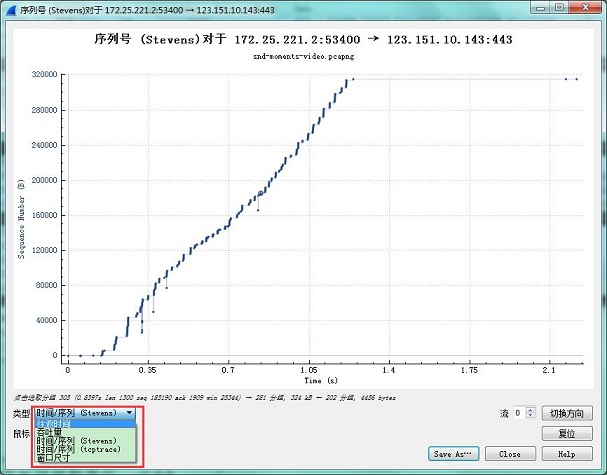 序列号 (Stevens)对于 172.25.221.2:53400 → 123.151.10.143:443
序列号 (Stevens)对于 172.25.221.2:53400 → 123.151.10.143:443
snd-moments-video.pcapng
Sequence Number (B)
320000
280000
240000
200000
160000
120000
80000
40000
0
0 0.35 0.7 1.05 1.4 1.75 2.1
Time (s)
点击选取分组 305 (0.8397s len 1300 seq 185190 ack 1909 win 25344) → 281 分组, 324 kB ← 202 分组, 4456 bytes
类型 时间/序列 (Stevens) 流 0 切换方向
往返时间
鼠标 吞吐量 复位
时间/序列 (Stevens)
时间/序列 (tcptrace)
窗口尺寸
Save As… Close Help